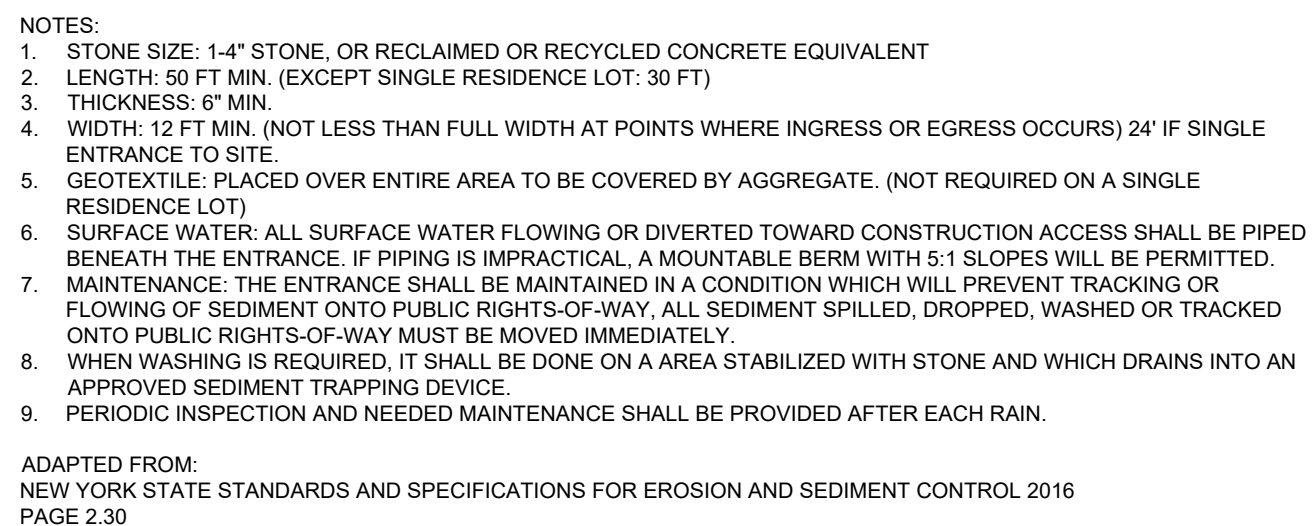 NOTES:
1. STONE SIZE: 1-4" STONE, OR RECLAIMED OR RECYCLED CONCRETE EQUIVALENT
2. LENGTH: 50 FT MIN. (EXCEPT SINGLE RESIDENCE LOT: 30 FT)
3. THICKNESS: 6" MIN.
4. WIDTH: 12 FT MIN. (NOT LESS THAN FULL WIDTH AT POINTS WHERE INGRESS OR EGRESS OCCURS) 24' IF SINGLE
ENTRANCE TO SITE.
5. GEOTEXTILE: PLACED OVER ENTIRE AREA TO BE COVERED BY AGGREGATE. (NOT REQUIRED ON A SINGLE
RESIDENCE LOT)
6. SURFACE WATER: ALL SURFACE WATER FLOWING OR DIVERTED TOWARD CONSTRUCTION ACCESS SHALL BE PIPED
BENEATH THE ENTRANCE. IF PIPING IS IMPRACTICAL, A MOUNTABLE BERM WITH 5:1 SLOPES WILL BE PERMITTED.
7. MAINTENANCE: THE ENTRANCE SHALL BE MAINTAINED IN A CONDITION WHICH WILL PREVENT TRACKING OR
FLOWING OF SEDIMENT ONTO PUBLIC RIGHTS-OF-WAY, ALL SEDIMENT SPILLED, DROPPED, WASHED OR TRACKED
ONTO PUBLIC RIGHTS-OF-WAY MUST BE MOVED IMMEDIATELY.
8. WHEN WASHING IS REQUIRED, IT SHALL BE DONE ON A AREA STABILIZED WITH STONE AND WHICH DRAINS INTO AN
APPROVED SEDIMENT TRAPPING DEVICE.
9. PERIODIC INSPECTION AND NEEDED MAINTENANCE SHALL BE PROVIDED AFTER EACH RAIN.
ADAPTED FROM:
NEW YORK STATE STANDARDS AND SPECIFICATIONS FOR EROSION AND SEDIMENT CONTROL 2016
PAGE 2.30